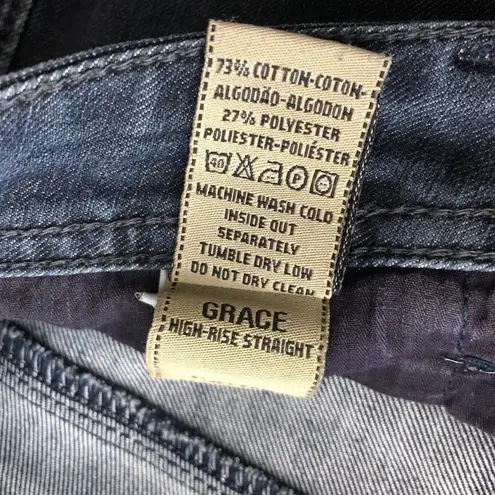 73% COTTON-COTON-
ALGODÃO-ALGODON
27% POLYESTER
POLIESTER-POLIÉSTER
40 P
MACHINE WASH COLD
INSIDE OUT
SEPARATELY
TUMBLE DRY LOW
DO NOT DRY CLEAN
GRACE
HIGH-RISE STRAIGHT